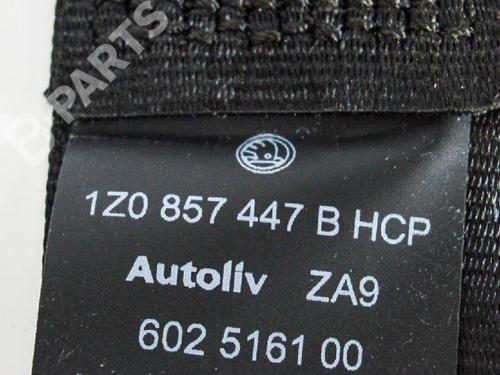 B-PARTS
1Z0 857 447 B HCP
Autoliv ZA9
602 5161 00